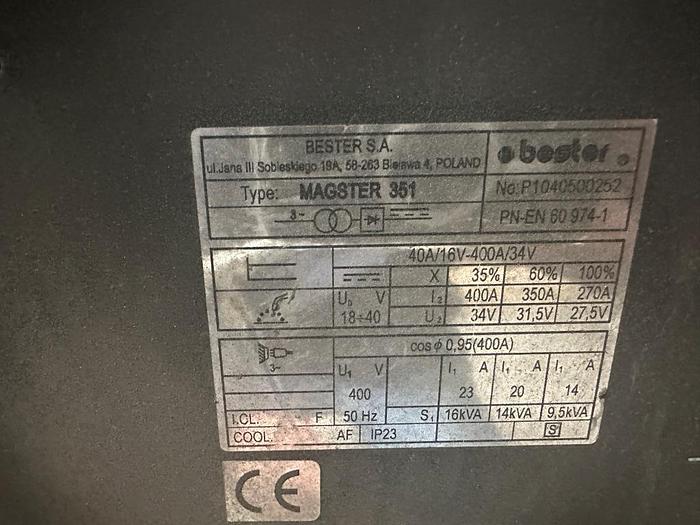 BESTER S.A.
ul.Jana III Sobieskiego 19A, 58-263 Bielawa 4, POLAND
bester
Type: MAGSTER 351
No: P1040500252
3~
PN-EN 60 974-1
40A/16V-400A/34V
X 35% 60% 100%
U₀ V I₂ 400A 350A 270A
18÷40 U₂ 34V 31,5V 27,5V
cosϕ 0,95(400A)
3~ U₁ V I₁ A I₁ A I₁ A
400 23 20 14
I.CL. F 50 Hz S₁ 16kVA 14kVA 9,5kVA
COOL. AF IP23 S
CE